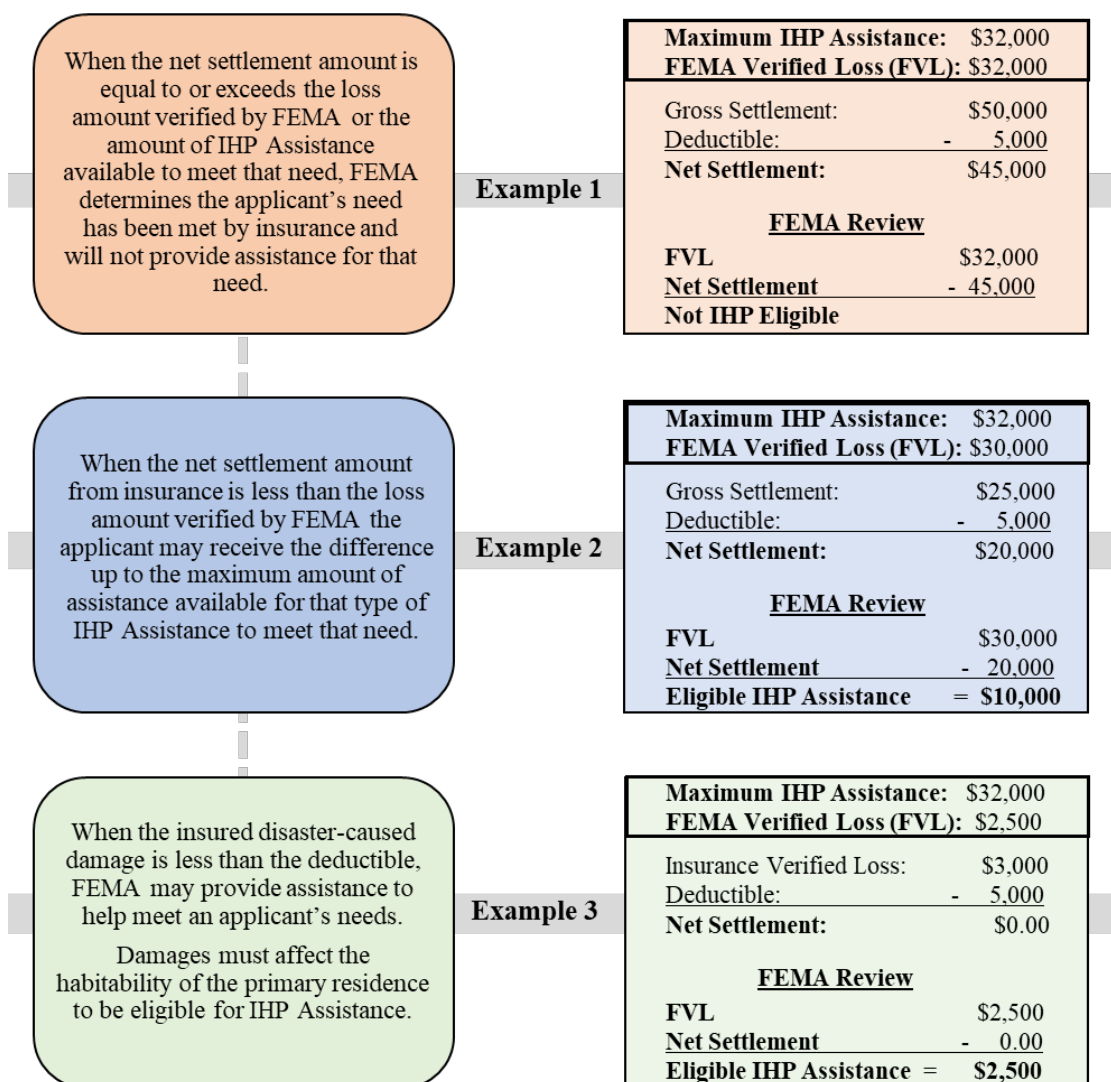 When the net settlement amount is
equal to or exceeds the loss
amount verified by FEMA or the
amount of IHP Assistance
available to meet that need, FEMA
determines the applicant's need
has been met by insurance and
will not provide assistance for that
need.
Example 1
Maximum IHP Assistance: $32,000
FEMA Verified Loss (FVL): $32,000
Gross Settlement: $50,000
Deductible: - 5,000
Net Settlement: $45,000
FEMA Review
FVL $32,000
Net Settlement - 45,000
Not IHP Eligible
When the net settlement amount
from insurance is less than the loss
amount verified by FEMA the
applicant may receive the difference
up to the maximum amount of
assistance available for that type of
IHP Assistance to meet that need.
Example 2
Maximum IHP Assistance: $32,000
FEMA Verified Loss (FVL): $30,000
Gross Settlement: $25,000
Deductible: - 5,000
Net Settlement: $20,000
FEMA Review
FVL $30,000
Net Settlement - 20,000
Eligible IHP Assistance = $10,000
When the insured disaster-caused
damage is less than the deductible,
FEMA may provide assistance to
help meet an applicant's needs.
Damages must affect the
habitability of the primary residence
to be eligible for IHP Assistance.
Example 3
Maximum IHP Assistance: $32,000
FEMA Verified Loss (FVL): $2,500
Insurance Verified Loss: $3,000
Deductible: - 5,000
Net Settlement: $0.00
FEMA Review
FVL $2,500
Net Settlement - 0.00
Eligible IHP Assistance = $2,500